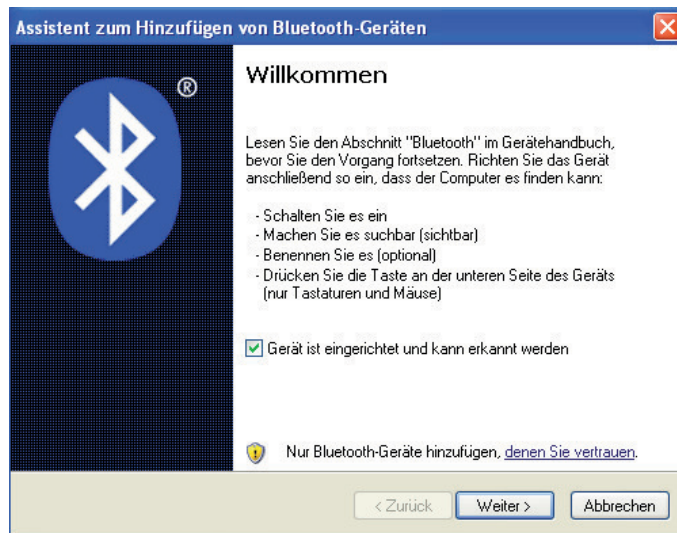 Assistent zum Hinzufügen von Bluetooth-Geräten
®
Willkommen
Lesen Sie den Abschnitt "Bluetooth" im Gerätehandbuch,
bevor Sie den Vorgang fortsetzen. Richten Sie das Gerät
anschließend so ein, dass der Computer es finden kann:
- Schalten Sie es ein
- Machen Sie es suchbar (sichtbar)
- Benennen Sie es (optional)
- Drücken Sie die Taste an der unteren Seite des Geräts
(nur Tastaturen und Mäuse)
Gerät ist eingerichtet und kann erkannt werden
Nur Bluetooth-Geräte hinzufügen, denen Sie vertrauen.
< Zurück Weiter > Abbrechen